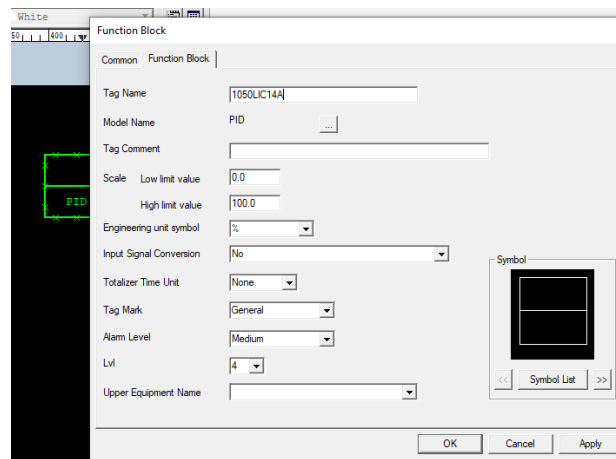 White
400
Function Block
Common Function Block
Tag Name 1050LIC14A
Model Name PID ...
Tag Comment
Scale Low limit value 0.0
High limit value 100.0
Engineering unit symbol %
Input Signal Conversion No
Totalizer Time Unit None
Tag Mark General
Alarm Level Medium
Lvl 4
Upper Equipment Name
Symbol
<< Symbol List >>
OK Cancel Apply
PID